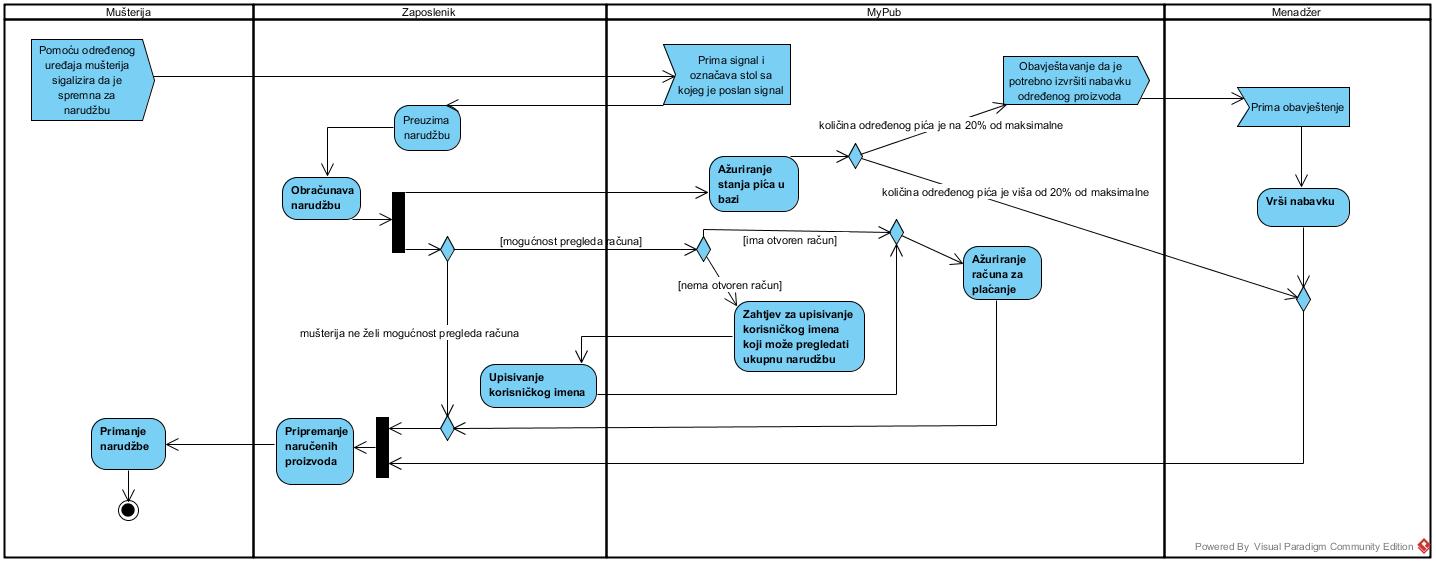 Mušterija
Zaposlenik
MyPub
Menadžer
Pomoću određenog
uređaja mušterija
sigalizira da je
spremna za
narudžbu
Prima signal i
označava stol sa
kojeg je poslan signal
Obavještavanje da je
potrebno izvršiti nabavku
određenog proizvoda
Prima obavještenje
Preuzima
narudžbu
količina određenog pića je na 20% od maksimalne
Obračunava
narudžbu
Ažuriranje
stanja pića u
bazi
količina određenog pića je viša od 20% od maksimalne
Vrši nabavku
[mogućnost pregleda računa]
[ima otvoren račun]
Ažuriranje
računa za
plaćanje
[nema otvoren račun]
Zahtjev za upisivanje
korisničkog imena
koji može pregledati
ukupnu narudžbu
mušterija ne želi mogućnost pregleda računa
Upisivanje
korisničkog imena
Primanje
narudžbe
Pripremanje
naručenih
proizvoda
Powered By Visual Paradigm Community Edition